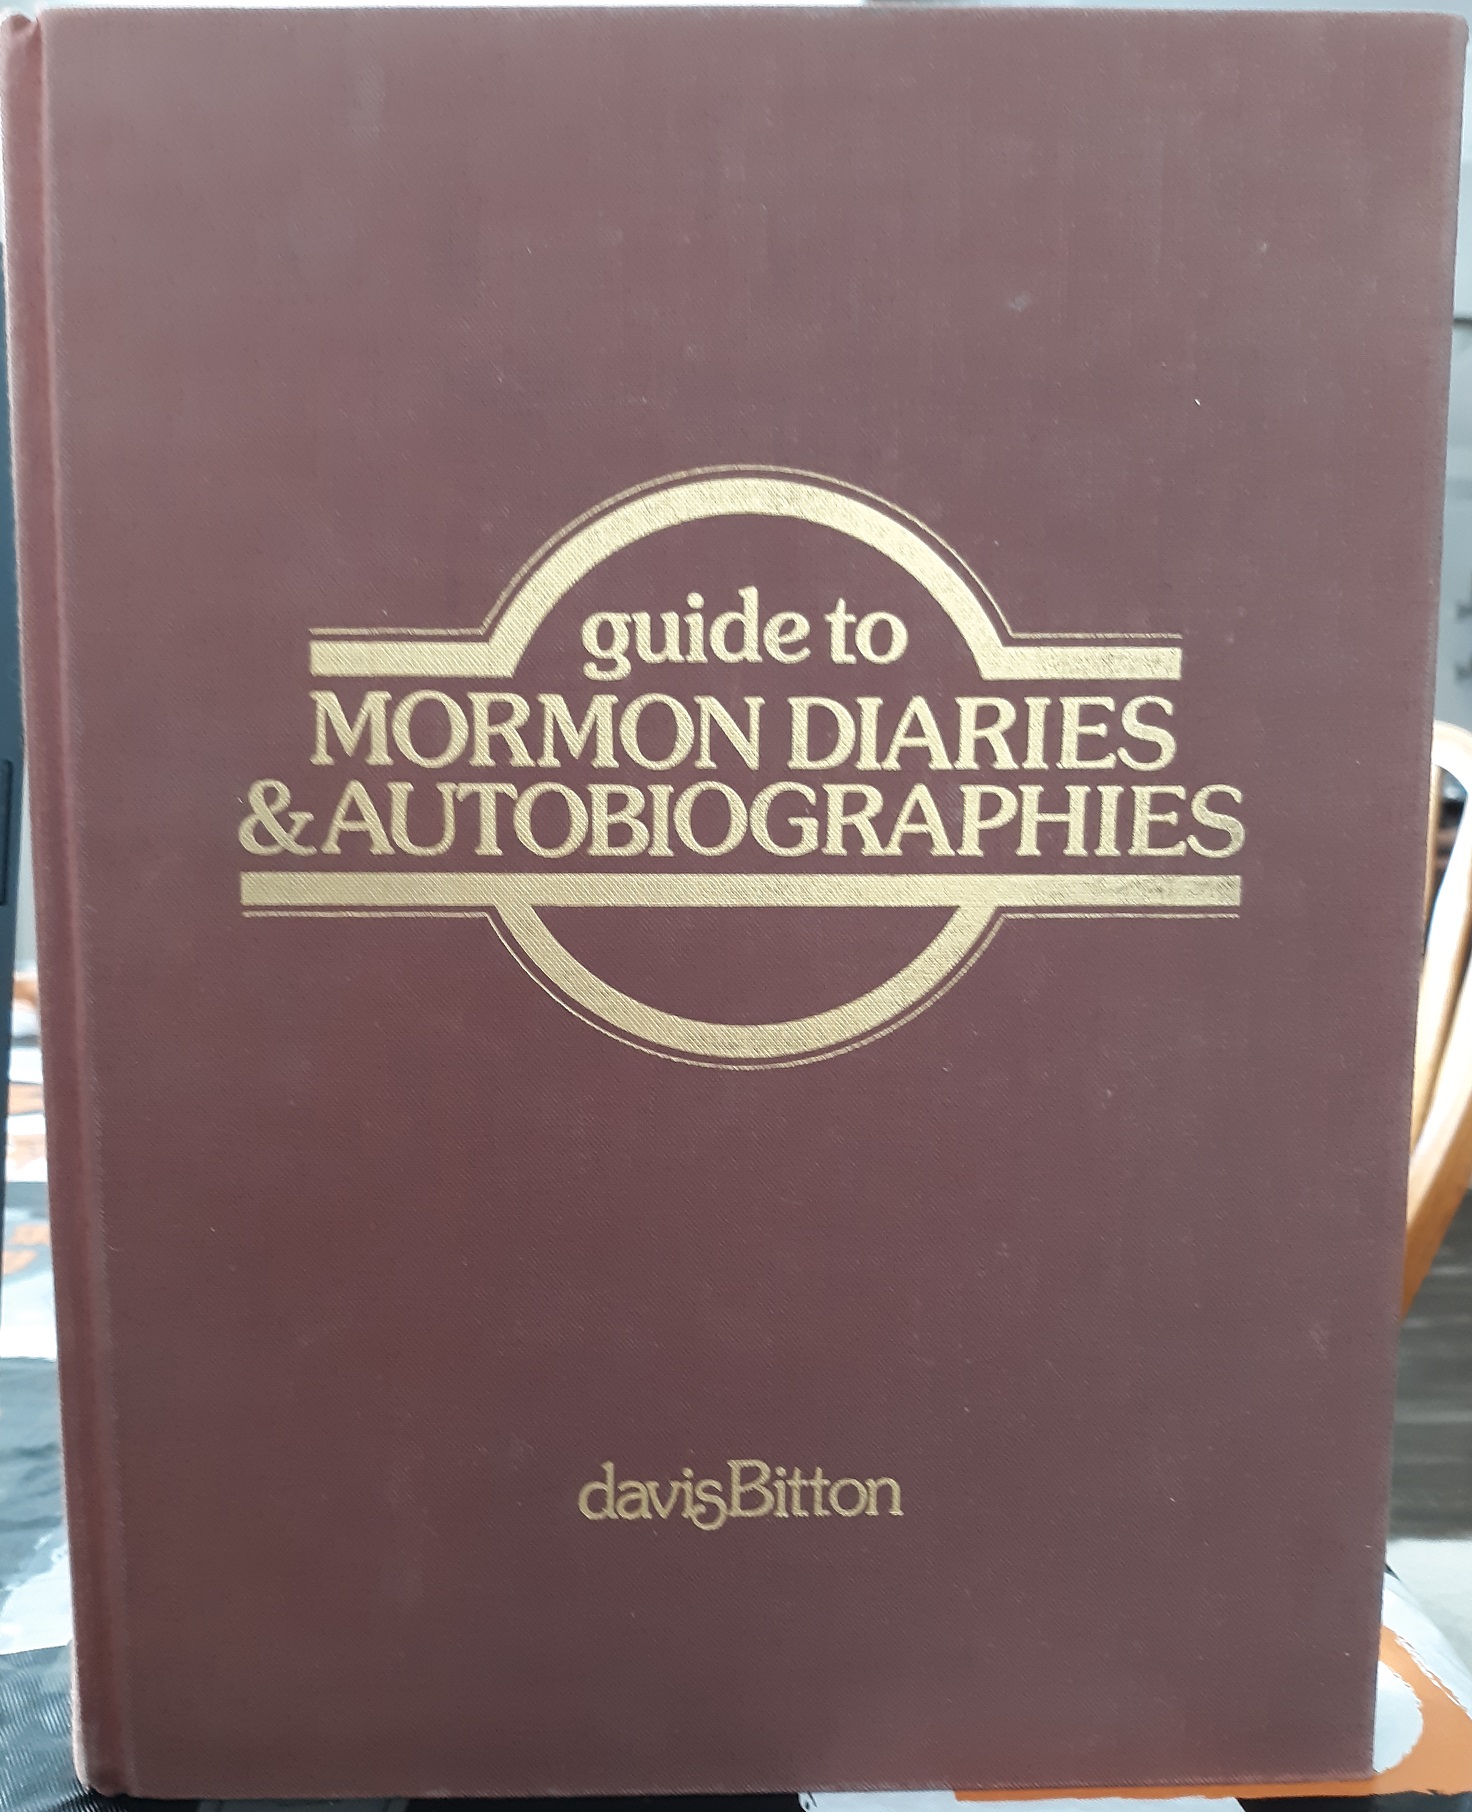 guide to
MORMON DIARIES
& AUTOBIOGRAPHIES
davis Bitton